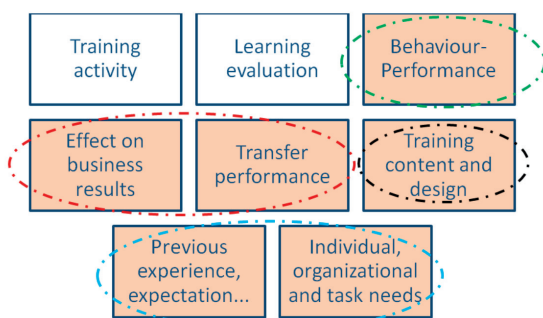 Training
activity
Learning
evaluation
Behaviour-
Performance
Effect on
business
results
Transfer
performance
Training
content and
design
Previous
experience,
expectation...
Individual,
organizational
and task needs